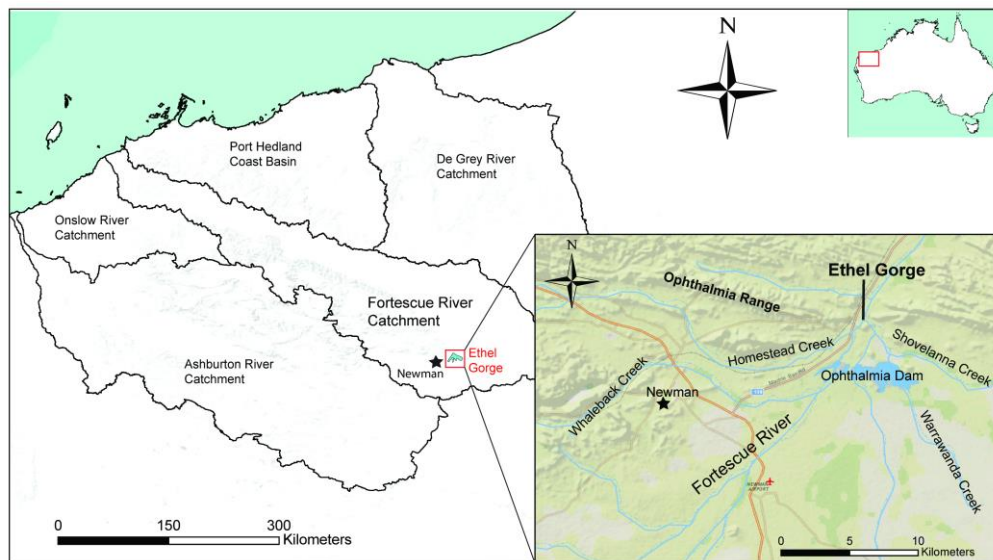 N
Port Hedland
Coast Basin
De Grey River
Catchment
Onslow River
Catchment
Fortescue River
Catchment
Ashburton River
Catchment
Newman
Ethel
Gorge
0
150
300
Kilometers
N
Ethel Gorge
Ophthalmia Range
Homestead Creek
Shovelanna Creek
Whaleback Creek
Ophthalmia Dam
Newman
Fortescue River
Warrawanda Creek
NEWMAN
AIRPORT
0
5
10
Kilometers